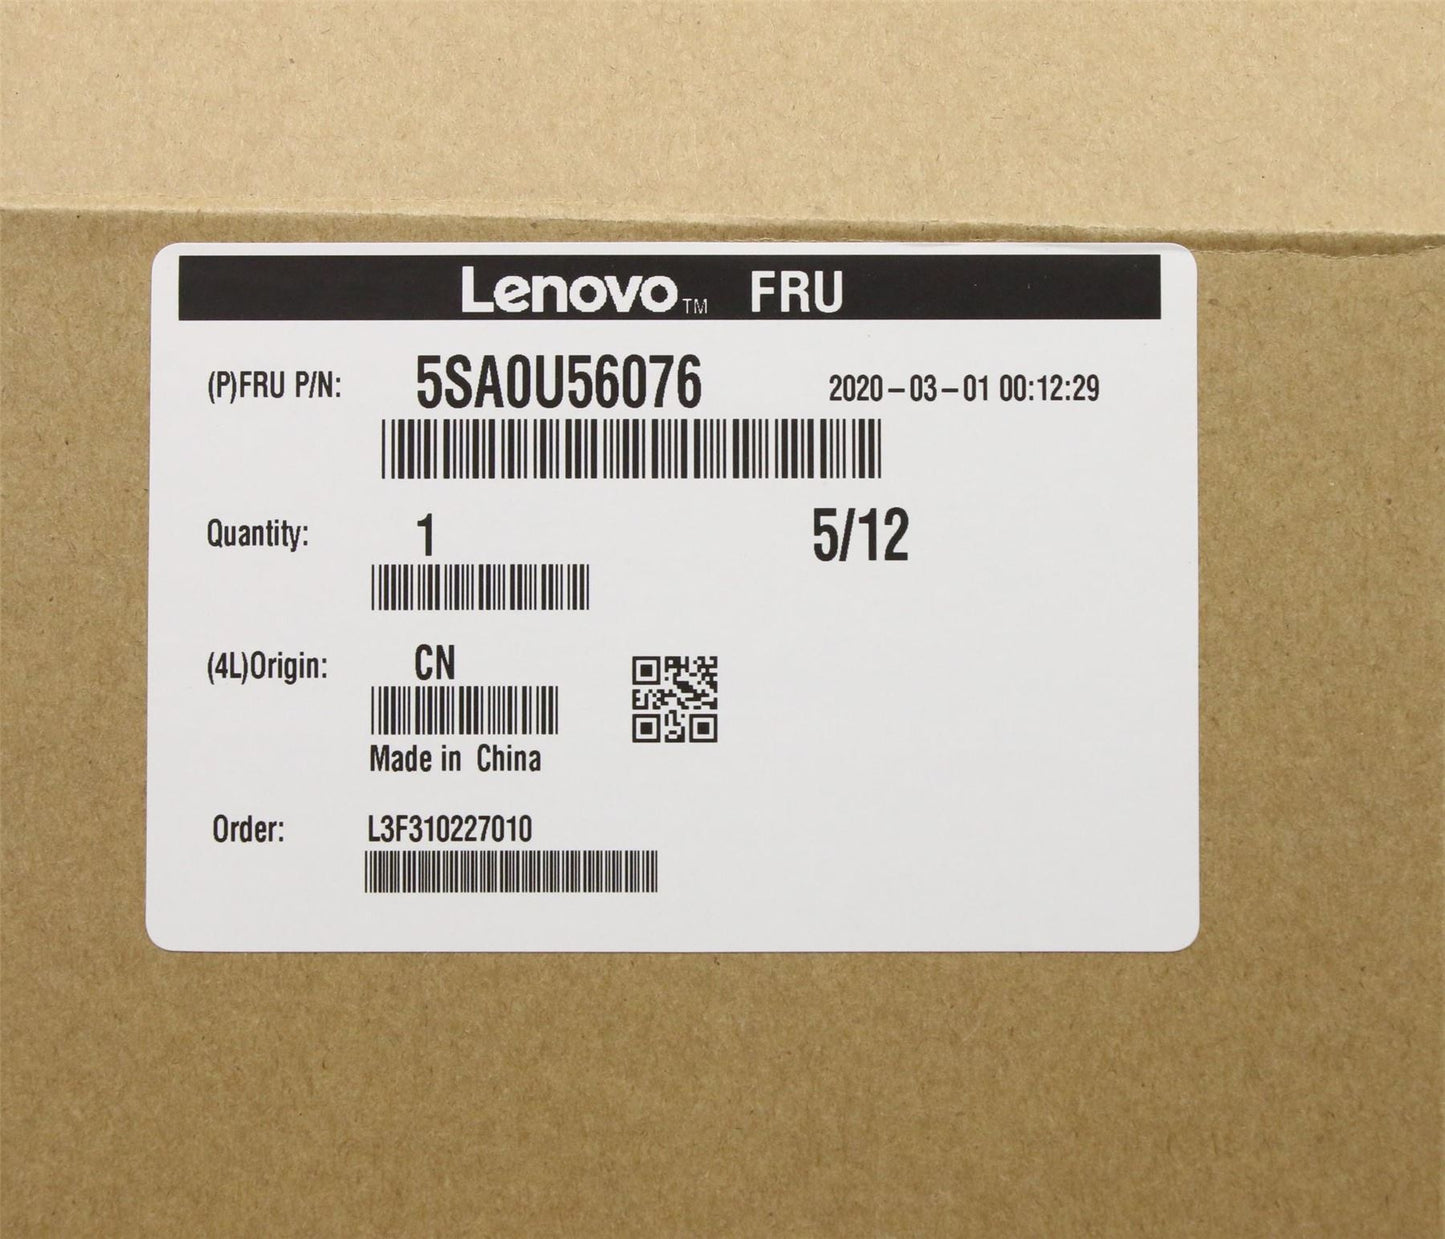 Lenovo™ FRU
(P)FRU P/N: 5SA0U56076 2020-03-01 00:12:29
Quantity: 1 5/12
(4L)Origin: CN
Made in China
Order: L3F310227010